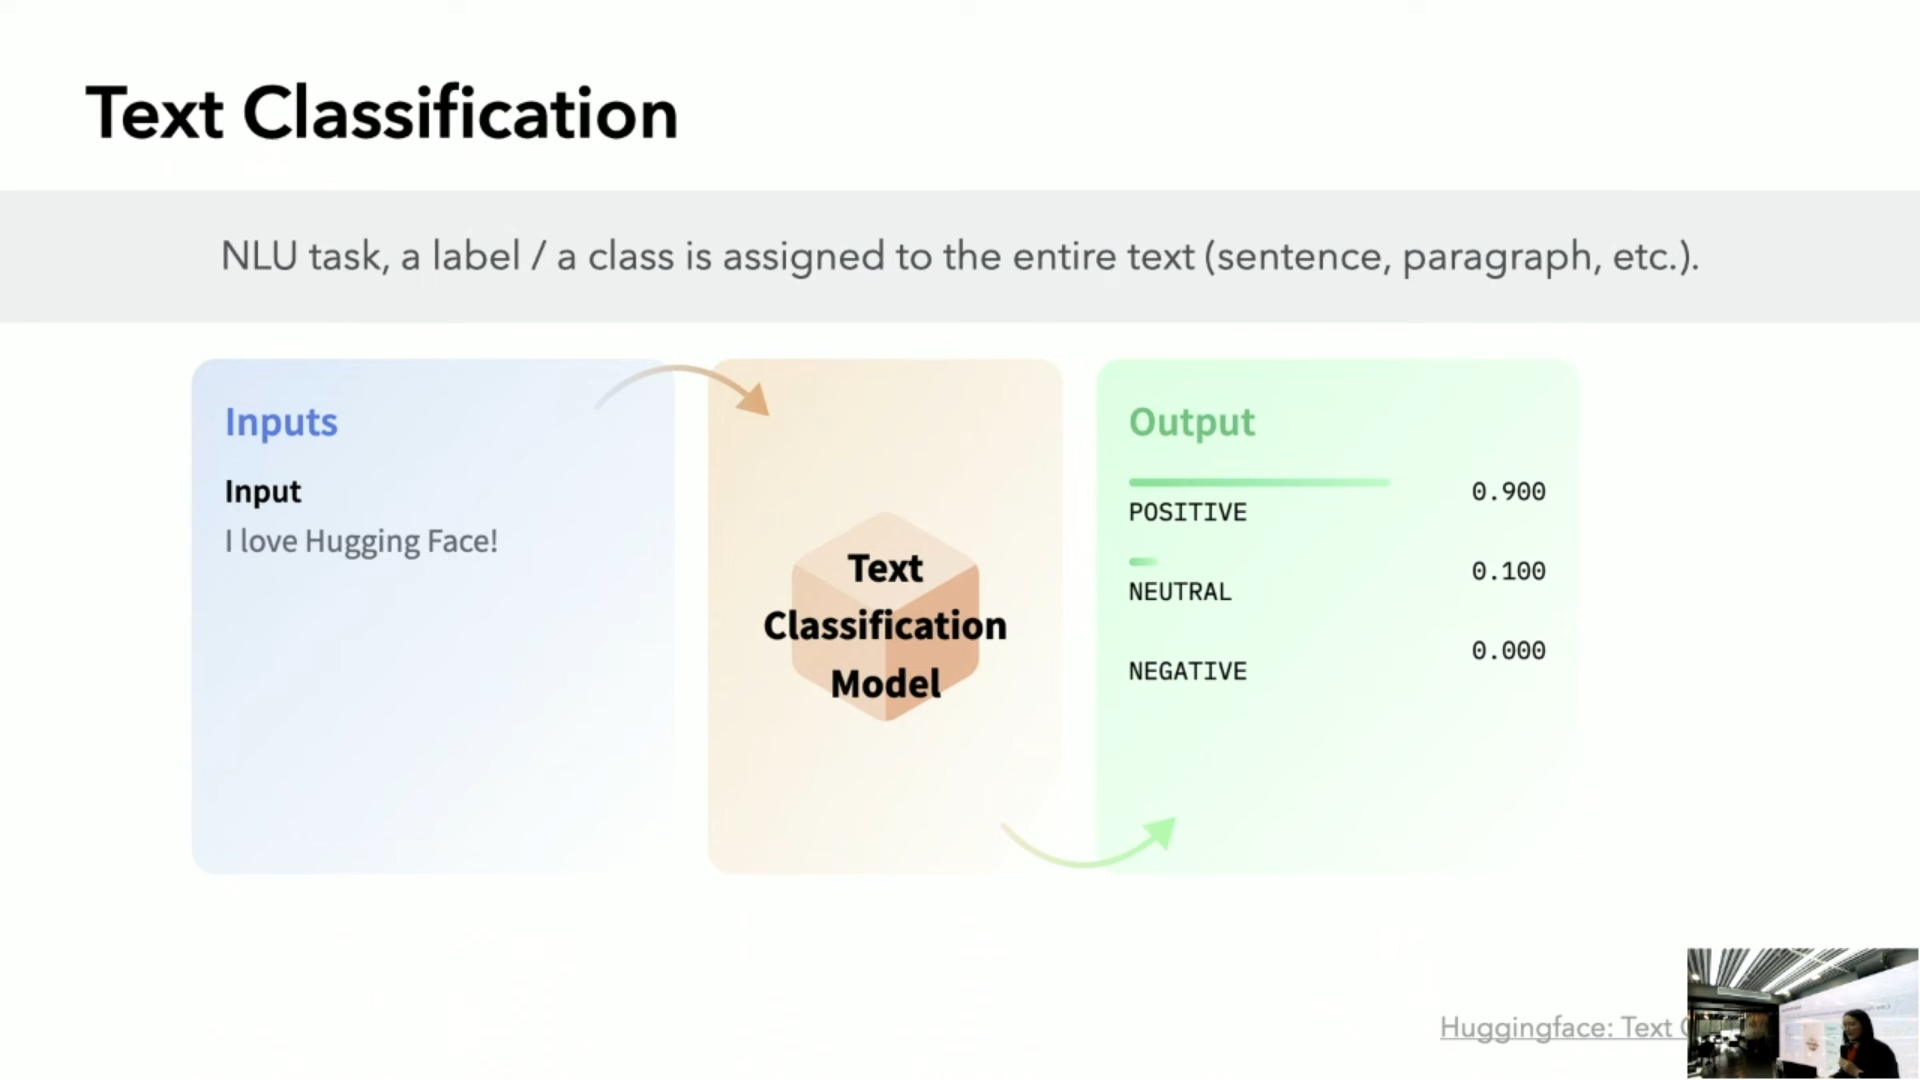 Text Classification
NLU task, a label / a class is assigned to the entire text (sentence, paragraph, etc.).
Inputs
Input
I love Hugging Face!
Text
Classification
Model
Output
POSITIVE 0.900
NEUTRAL 0.100
NEGATIVE 0.000
Huggingface: Text